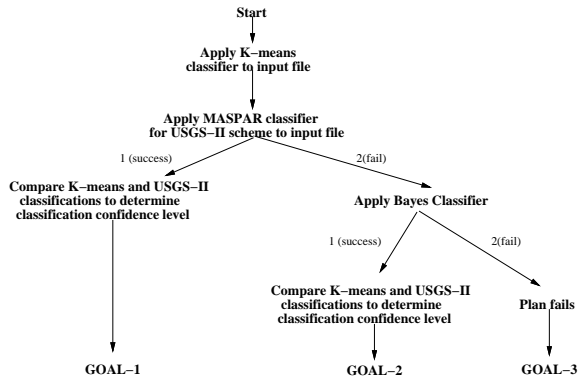 Start
Apply K−means
classifier to input file
Apply MASPAR classifier
for USGS−II scheme to input file
1 (success)
2(fail)
Compare K−means and USGS−II
classifications to determine
classification confidence level
Apply Bayes Classifier
1 (success)
2(fail)
Compare K−means and USGS−II
classifications to determine
classification confidence level
Plan fails
GOAL−1
GOAL−2
GOAL−3